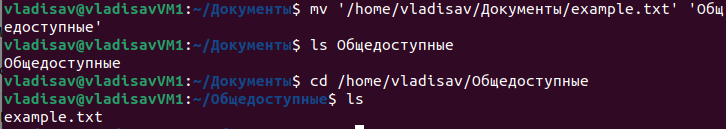 vladisav@vladisavVM1:~/Документы$ mv '/home/vladisav/Документы/example.txt' 'Общ
едоступные'
vladisav@vladisavVM1:~/Документы$ ls Общедоступные
Общедоступные
vladisav@vladisavVM1:~/Документы$ cd /home/vladisav/Общедоступные
vladisav@vladisavVM1:~/Общедоступные$ ls
example.txt